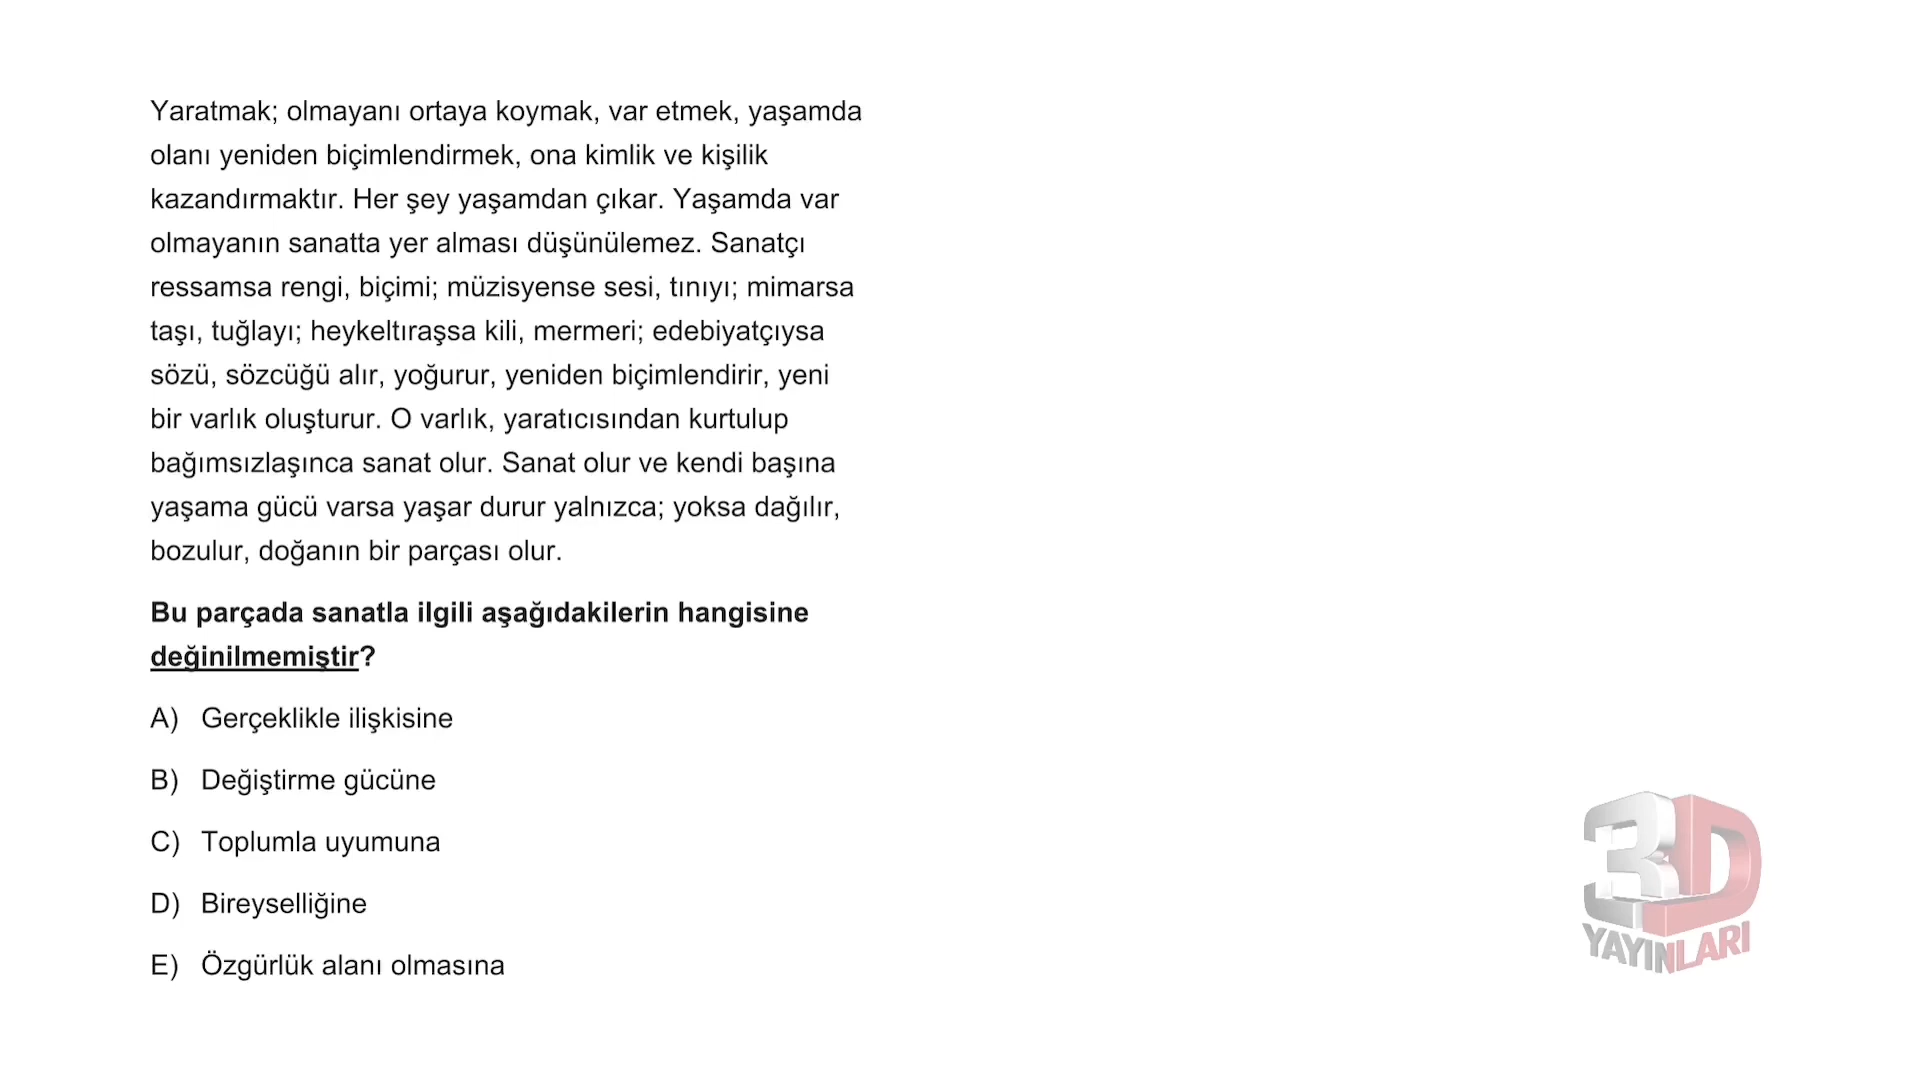 Yaratmak; olmayanı ortaya koymak, var etmek, yaşamda
olanı yeniden biçimlendirmek, ona kimlik ve kişilik
kazandırmaktır. Her şey yaşamdan çıkar. Yaşamda var
olmayanın sanatta yer alması düşünülemez. Sanatçı
ressamsa rengi, biçimi; müzisyense sesi, tınıyı; mimarsa
taşı, tuğlayı; heykeltıraşsa kili, mermeri; edebiyatçıysa
sözü, sözcüğü alır, yoğurur, yeniden biçimlendirir, yeni
bir varlık oluşturur. O varlık, yaratıcısından kurtulup
bağımsızlaşınca sanat olur. Sanat olur ve kendi başına
yaşama gücü varsa yaşar durur yalnızca; yoksa dağılır,
bozulur, doğanın bir parçası olur.
Bu parçada sanatla ilgili aşağıdakilerin hangisine
değinilmemiştir?
A) Gerçeklikle ilişkisine
B) Değiştirme gücüne
C) Toplumla uyumuna
D) Bireyselliğine
E) Özgürlük alanı olmasına
3D
YAYINLARI